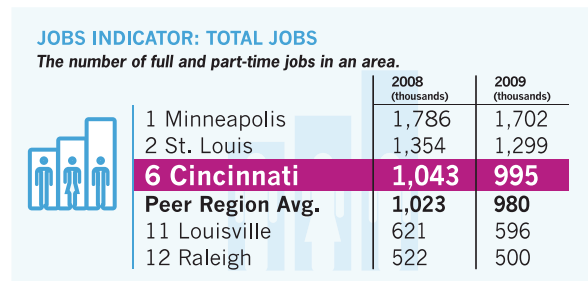 JOBS INDICATOR: TOTAL JOBS
The number of full and part-time jobs in an area.
2008 2009
(thousands) (thousands)
1 Minneapolis 1,786 1,702
2 St. Louis 1,354 1,299
6 Cincinnati 1,043 995
Peer Region Avg. 1,023 980
11 Louisville 621 596
12 Raleigh 522 500